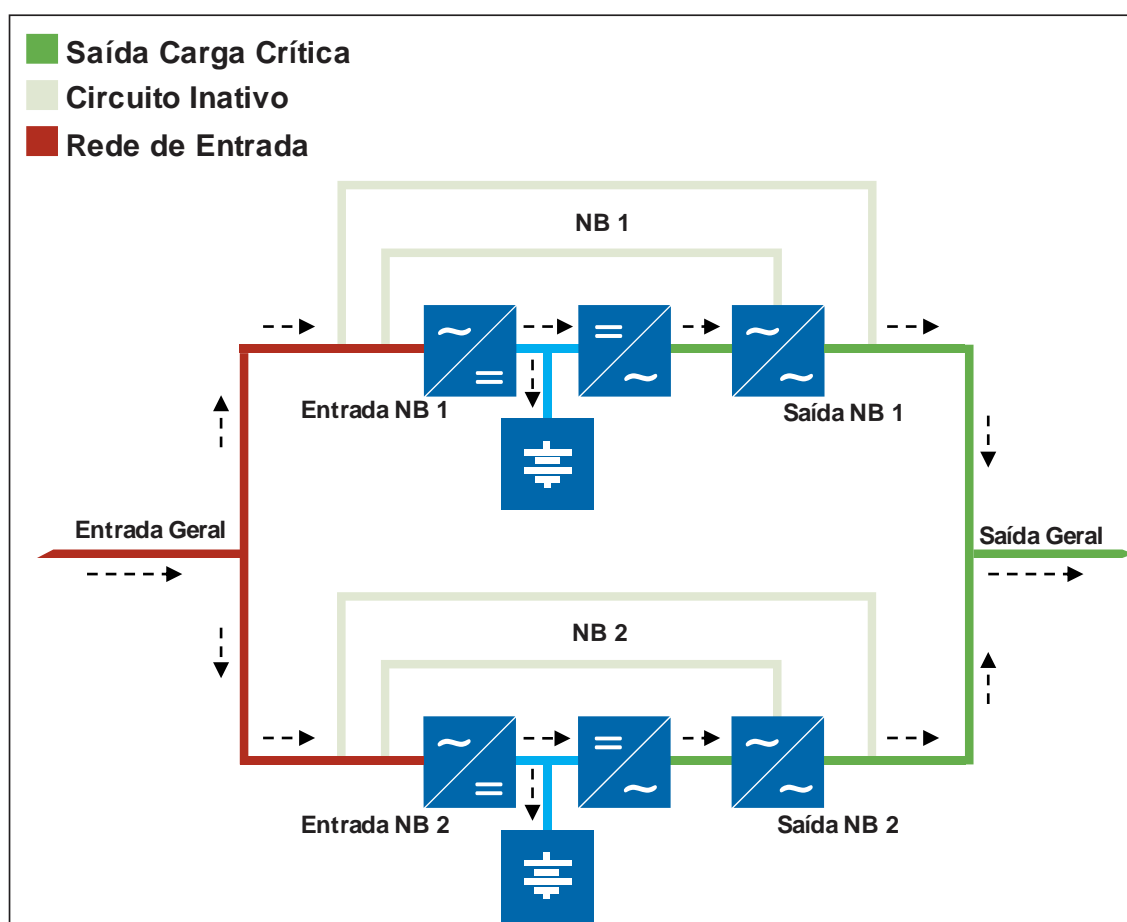 Saída Carga Crítica
Circuito Inativo
Rede de Entrada
NB 1
Entrada NB 1
Saída NB 1
Entrada Geral
Saída Geral
NB 2
Entrada NB 2
Saída NB 2